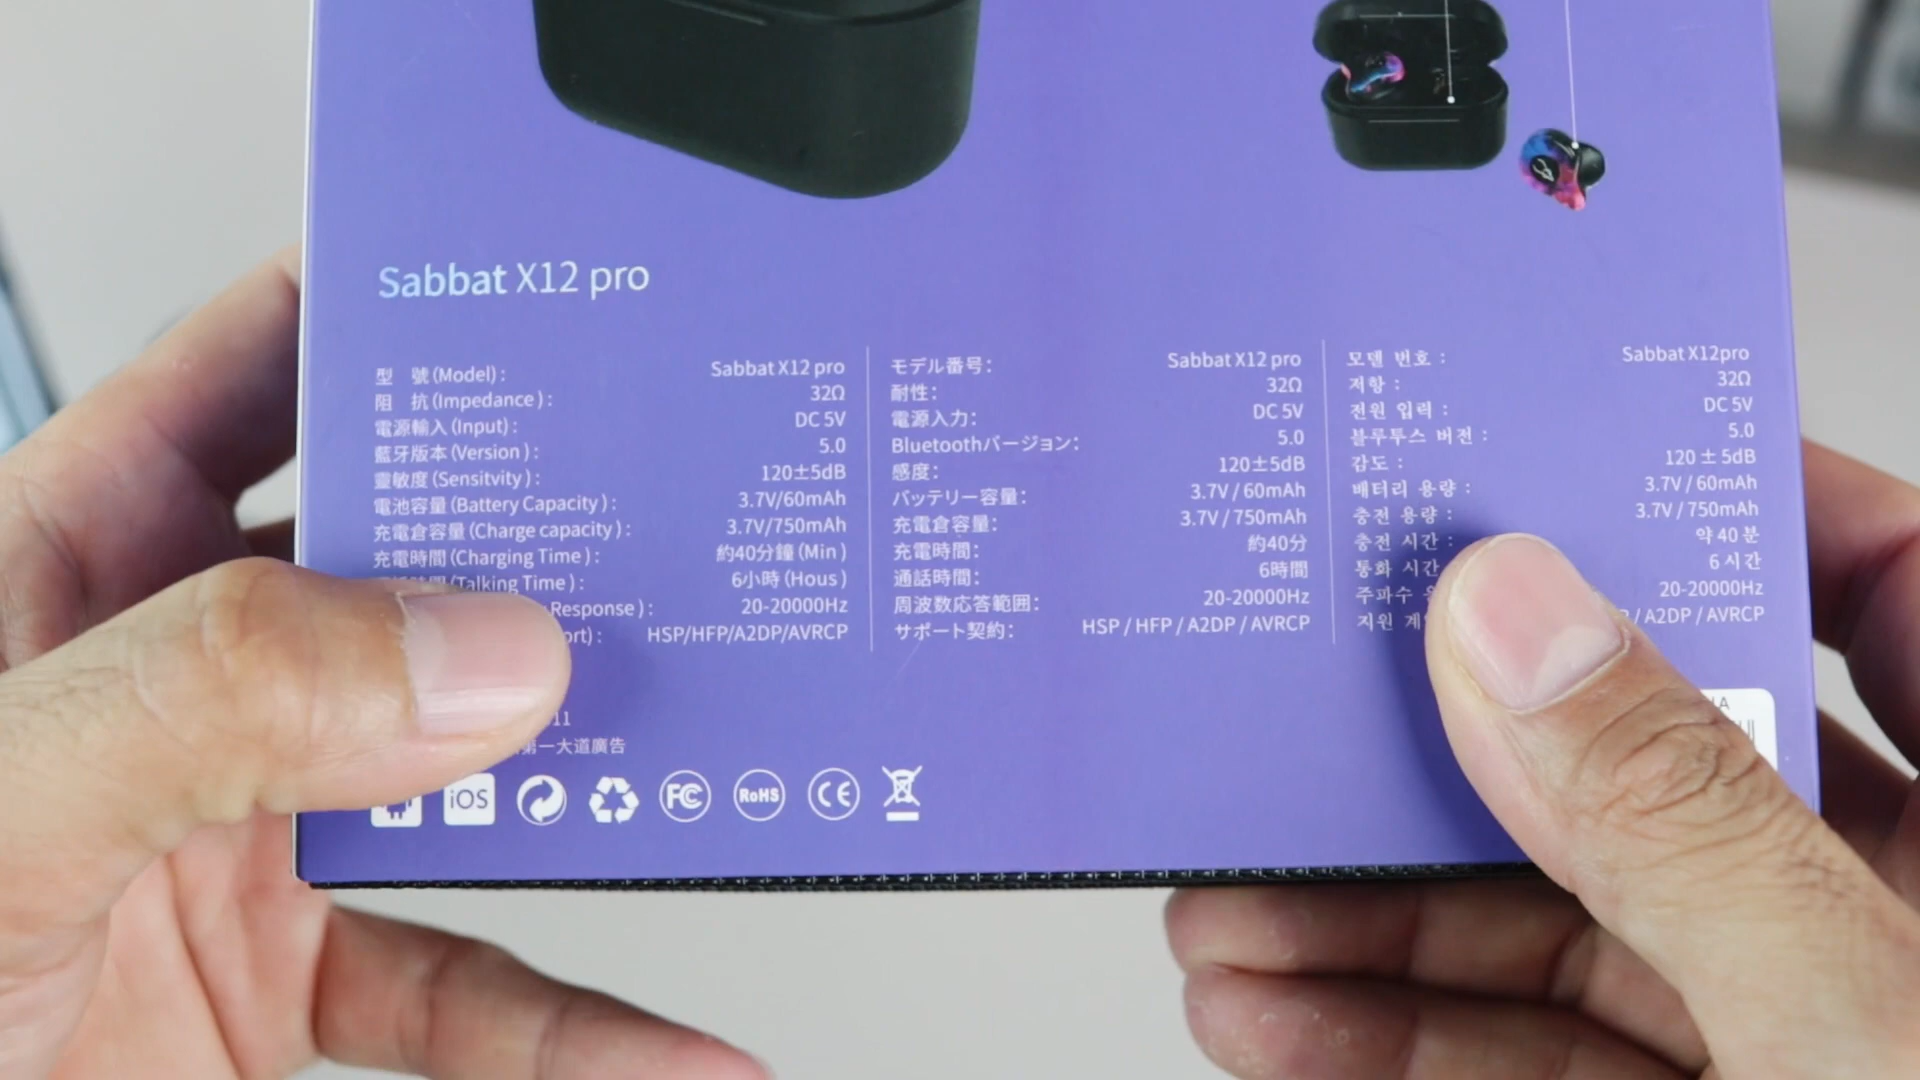 Sabbat X12 pro
型 號(Model): Sabbat X12 pro
阻 抗(Impedance): 32Ω
電源輸入(Input): DC 5V
藍牙版本(Version): 5.0
靈敏度(Sensitvity): 120±5dB
電池容量(Battery Capacity): 3.7V/60mAh
充電倉容量(Charge capacity): 3.7V/750mAh
充電時間(Charging Time): 約40分鐘(Min)
(Talking Time): 6小時(Hous)
Response): 20-20000Hz
HSP/HFP/A2DP/AVRCP
モデル番号: Sabbat X12 pro
耐性: 32Ω
電源入力: DC 5V
Bluetoothバージョン: 5.0
感度: 120±5dB
バッテリー容量: 3.7V / 60mAh
充電倉容量: 3.7V / 750mAh
充電時間: 約40分
通話時間: 6時間
周波数応答範囲: 20-20000Hz
サポート契約: HSP / HFP / A2DP / AVRCP
모델 번호 : Sabbat X12pro
저항 : 32Ω
전원 입력 : DC 5V
블루투스 버전 : 5.0
감도 : 120 ± 5dB
배터리 용량 : 3.7V / 60mAh
충전 용량 : 3.7V / 750mAh
충전 시간 : 약 40 분
통화 시간 6 시간
주파수 20-20000Hz
지원 / A2DP / AVRCP
11
第一大道廣告
iOS
FC
RoHS
CE